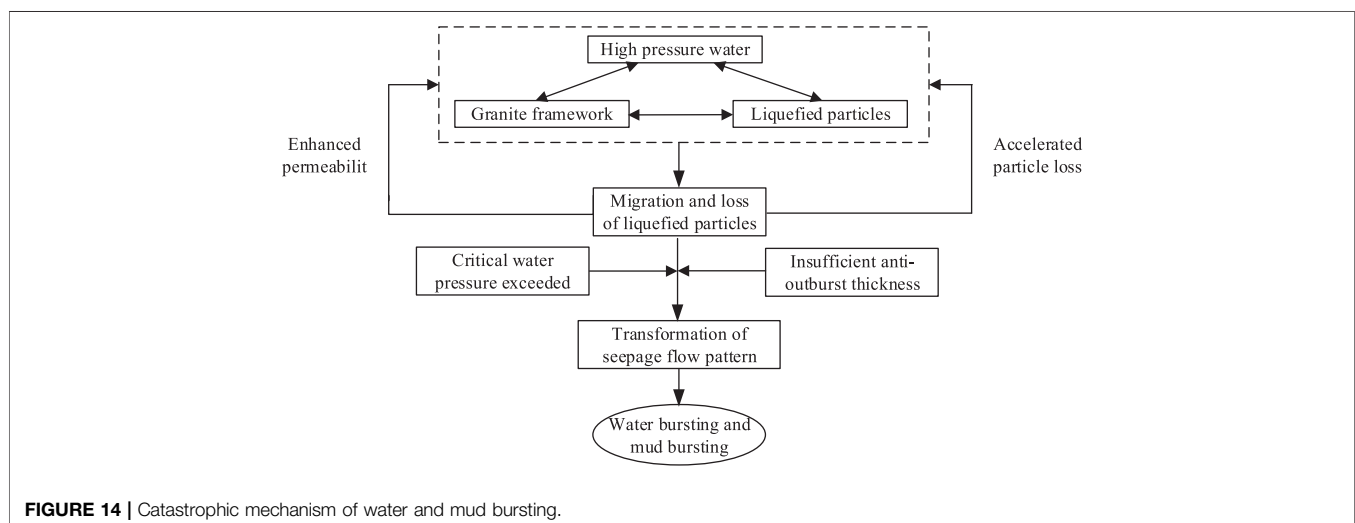 High pressure water
Granite framework
Liquefied particles
Enhanced
permeabilit
Accelerated
particle loss
Migration and loss
of liquefied particles
Critical water
pressure exceeded
Insufficient anti-
outburst thickness
Transformation of
seepage flow pattern
Water bursting and
mud bursting
FIGURE 14 | Catastrophic mechanism of water and mud bursting.